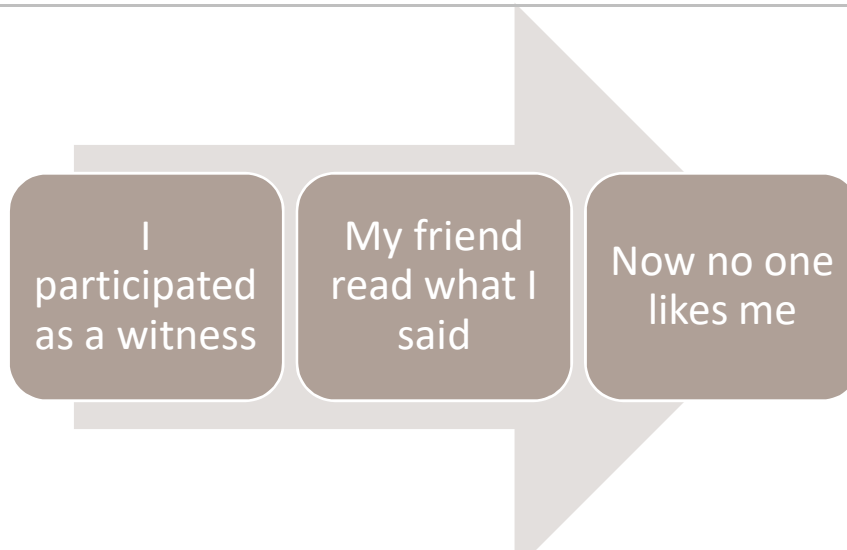 I
participated
as a witness
My friend
read what I
said
Now no one
likes me